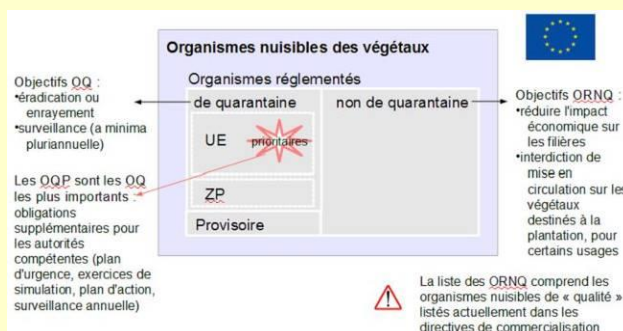 Organismes nuisibles des végétaux
Organismes réglementés
de quarantaine
non de quarantaine
UE
prioritaires
ZP
Provisoire
Objectifs OQ :
•éradication ou
enrayement
•surveillance (a minima
pluriannuelle)
Les OQP sont les OQ
les plus importants :
obligations
supplémentaires pour
les autorités
compétentes (plan
d'urgence, exercices de
simulation, plan d'action,
surveillance annuelle)
Objectifs ORNQ :
•réduire l'impact
économique sur
les filières
•interdiction de
mise en
circulation sur les
végétaux
destinés à la
plantation, pour
certains usages
La liste des ORNQ comprend les
organismes nuisibles de « qualité »
listés actuellement dans les
directives de commercialisation